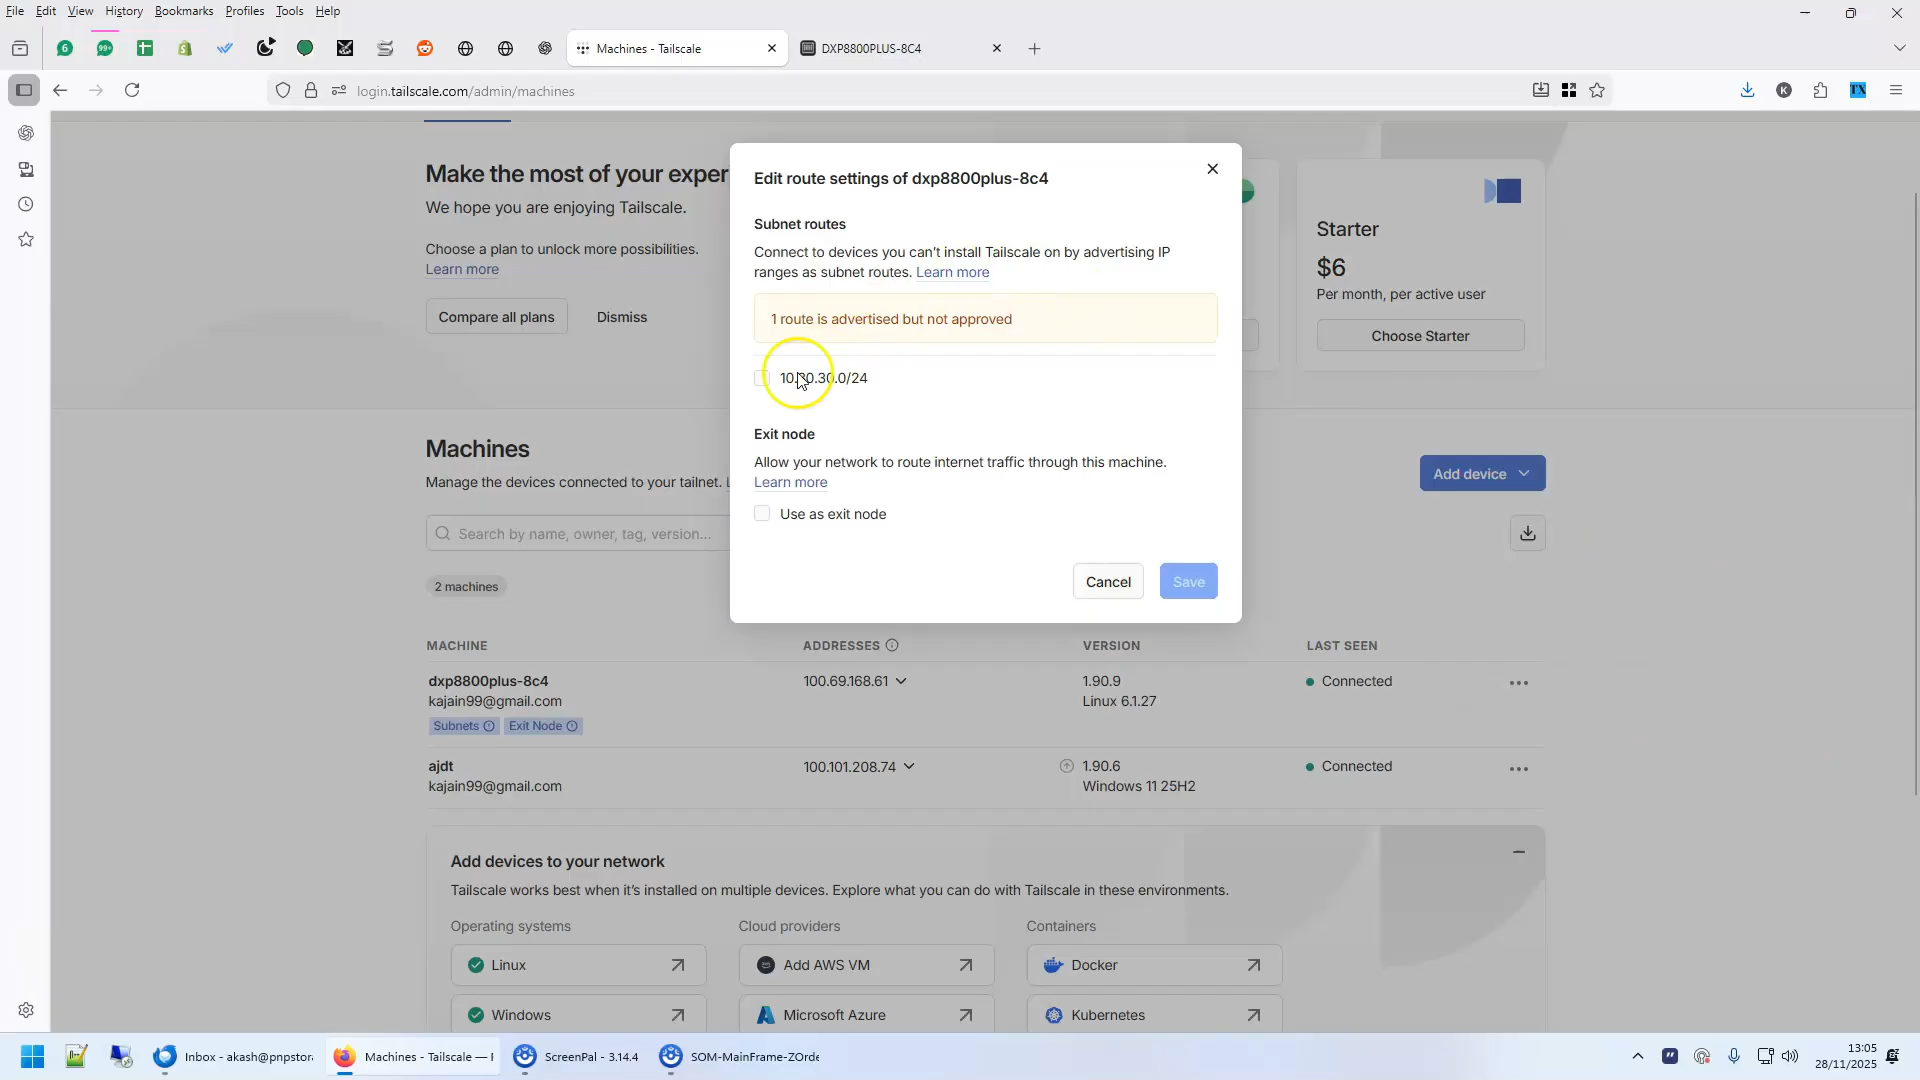 File Edit View History Bookmarks Profiles Tools Help
6
99+
Machines - Tailscale
DXP8800PLUS-8C4
login.tailscale.com/admin/machines
K
TX
Make the most of your exper
We hope you are enjoying Tailscale.
Choose a plan to unlock more possibilities.
Learn more
Compare all plans
Dismiss
Starter
$6
Per month, per active user
Choose Starter
Edit route settings of dxp8800plus-8c4
Subnet routes
Connect to devices you can't install Tailscale on by advertising IP
ranges as subnet routes. Learn more
1 route is advertised but not approved
Exit node
Allow your network to route internet traffic through this machine.
Learn more
Use as exit node
Cancel
Save
Machines
Manage the devices connected to your tailnet.
Add device
Search by name, owner, tag, version...
2 machines
MACHINE ADDRESSES VERSION LAST SEEN
dxp8800plus-8c4 100.69.168.61 1.90.9 Connected
kajain99@gmail.com Linux 6.1.27
Subnets Exit Node
ajdt 100.101.208.74 1.90.6 Connected
kajain99@gmail.com Windows 11 25H2
Add devices to your network
Tailscale works best when it's installed on multiple devices. Explore what you can do with Tailscale in these environments.
Operating systems Cloud providers Containers
Linux Add AWS VM Docker
Windows Microsoft Azure Kubernetes
Inbox - akash@pnpstor
Machines - Tailscale —
ScreenPal - 3.14.4
SOM-MainFrame-ZOrde
13:05
28/11/2025